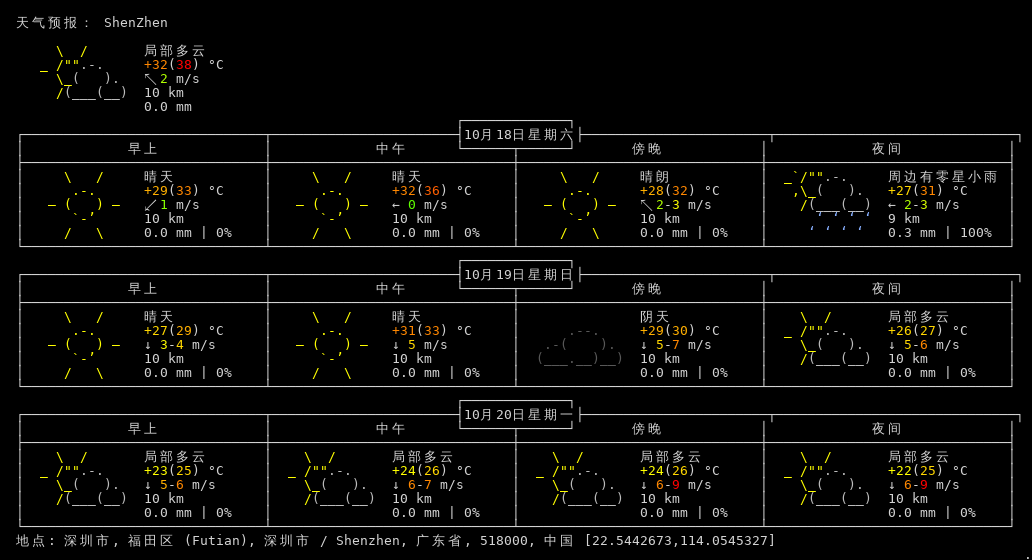 天气预报： ShenZhen
局部多云
+32(38) °C
↖2 m/s
10 km
0.0 mm
10月18日星期六
早上 中午 傍晚 夜间
晴天 晴天 晴朗 周边有零星小雨
+29(33) °C +32(36) °C +28(32) °C +27(31) °C
↙1 m/s ← 0 m/s ↖2-3 m/s ← 2-3 m/s
10 km 10 km 10 km 9 km
0.0 mm | 0% 0.0 mm | 0% 0.0 mm | 0% 0.3 mm | 100%
10月19日星期日
早上 中午 傍晚 夜间
晴天 晴天 阴天 局部多云
+27(29) °C +31(33) °C +29(30) °C +26(27) °C
↓ 3-4 m/s ↓ 5 m/s ↓ 5-7 m/s ↓ 5-6 m/s
10 km 10 km 10 km 10 km
0.0 mm | 0% 0.0 mm | 0% 0.0 mm | 0% 0.0 mm | 0%
10月20日星期一
早上 中午 傍晚 夜间
局部多云 局部多云 局部多云 局部多云
+23(25) °C +24(26) °C +24(26) °C +22(25) °C
↓ 5-6 m/s ↓ 6-7 m/s ↓ 6-9 m/s ↓ 6-9 m/s
10 km 10 km 10 km 10 km
0.0 mm | 0% 0.0 mm | 0% 0.0 mm | 0% 0.0 mm | 0%
地点: 深圳市, 福田区 (Futian), 深圳市 / Shenzhen, 广东省, 518000, 中国 [22.5442673,114.0545327]